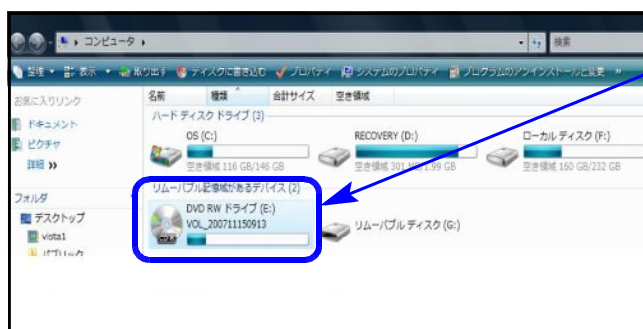 コンピュータ
検索
整理 表示 取り出す ディスクに書き込む プロパティ システムのプロパティ プログラムのアンインストールと変更 »
お気に入りリンク
ドキュメント
ピクチャ
詳細 »
フォルダ
デスクトップ
vista1
パブリック
名前 種類 合計サイズ 空き領域
ハード ディスク ドライブ (3)
OS (C:)
空き領域 116 GB/146 GB
RECOVERY (D:)
空き領域 301 MB/1.99 GB
ローカル ディスク (F:)
空き領域 160 GB/232 GB
リムーバブル記憶域があるデバイス (2)
DVD RW ドライブ (E:)
VOL_200711150913
リムーバブル ディスク (G:)